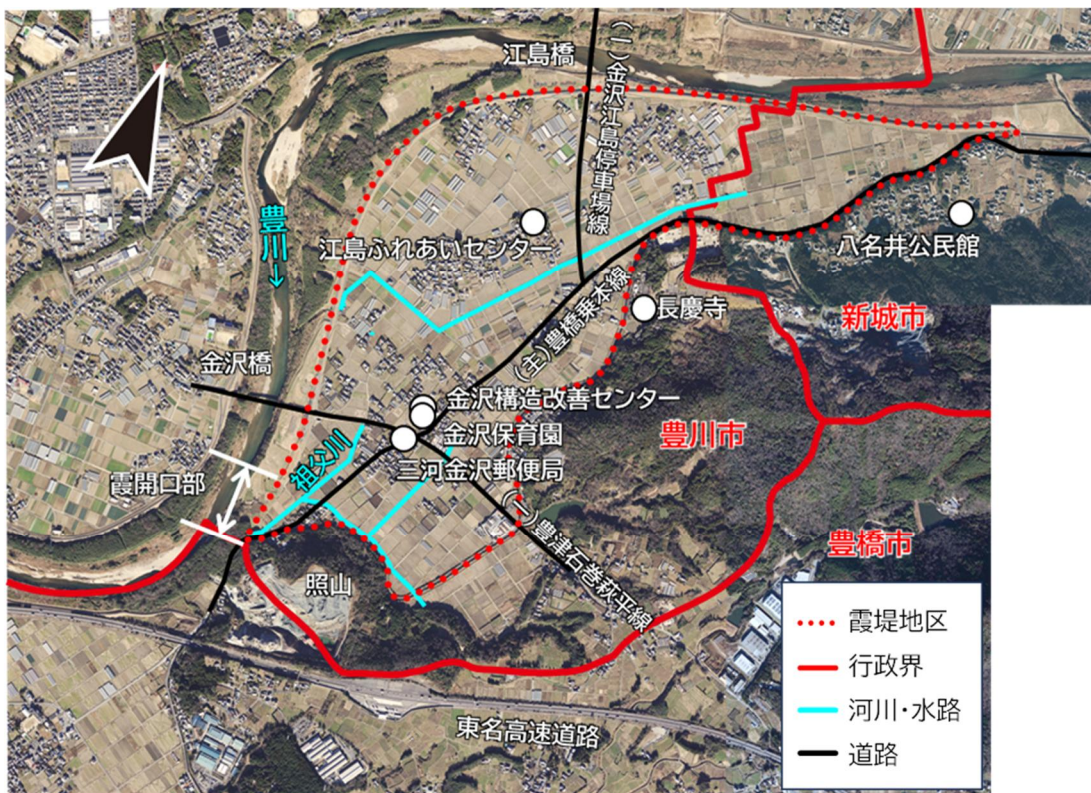 江島橋
(一)金沢江島停車場線
豊川→
江島ふれあいセンター
八名井公民館
長慶寺
新城市
(主)豊橋乗本線
金沢橋
金沢構造改善センター
金沢保育園
豊川市
祖父川
三河金沢郵便局
霞開口部
(一)豊津石巻萩平線
豊橋市
照山
東名高速道路
霞堤地区
行政界
河川・水路
道路